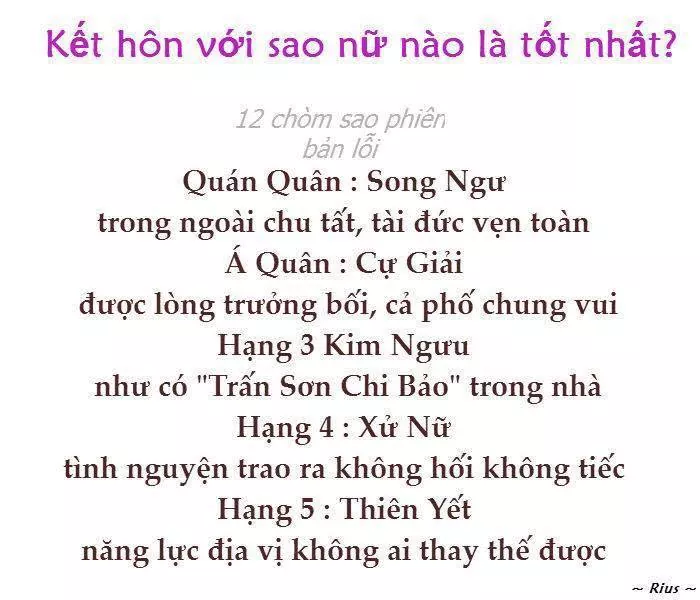 Kết hôn với sao nữ nào là tốt nhất?
12 chòm sao phiên
bản lỗi
Quán Quân : Song Ngư
trong ngoài chu tất, tài đức vẹn toàn
Á Quân : Cự Giải
được lòng trưởng bối, cả phố chung vui
Hạng 3 Kim Ngưu
như có "Trấn Sơn Chi Bảo" trong nhà
Hạng 4 : Xử Nữ
tình nguyện trao ra không hối không tiếc
Hạng 5 : Thiên Yết
năng lực địa vị không ai thay thế được
~ Rius ~